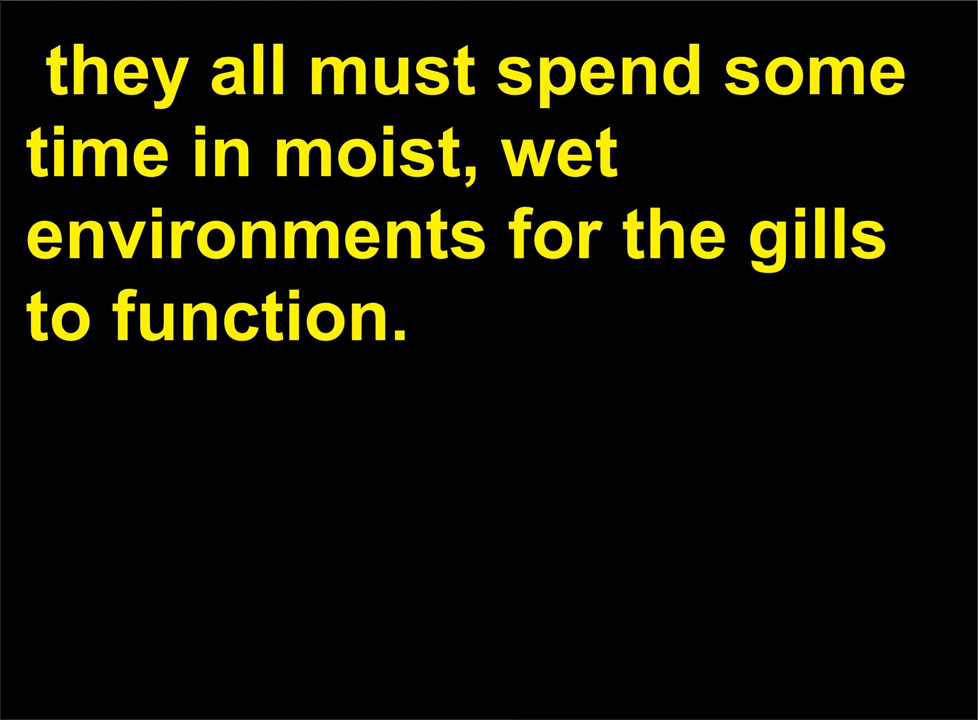 they all must spend some
time in moist, wet
environments for the gills
to function.